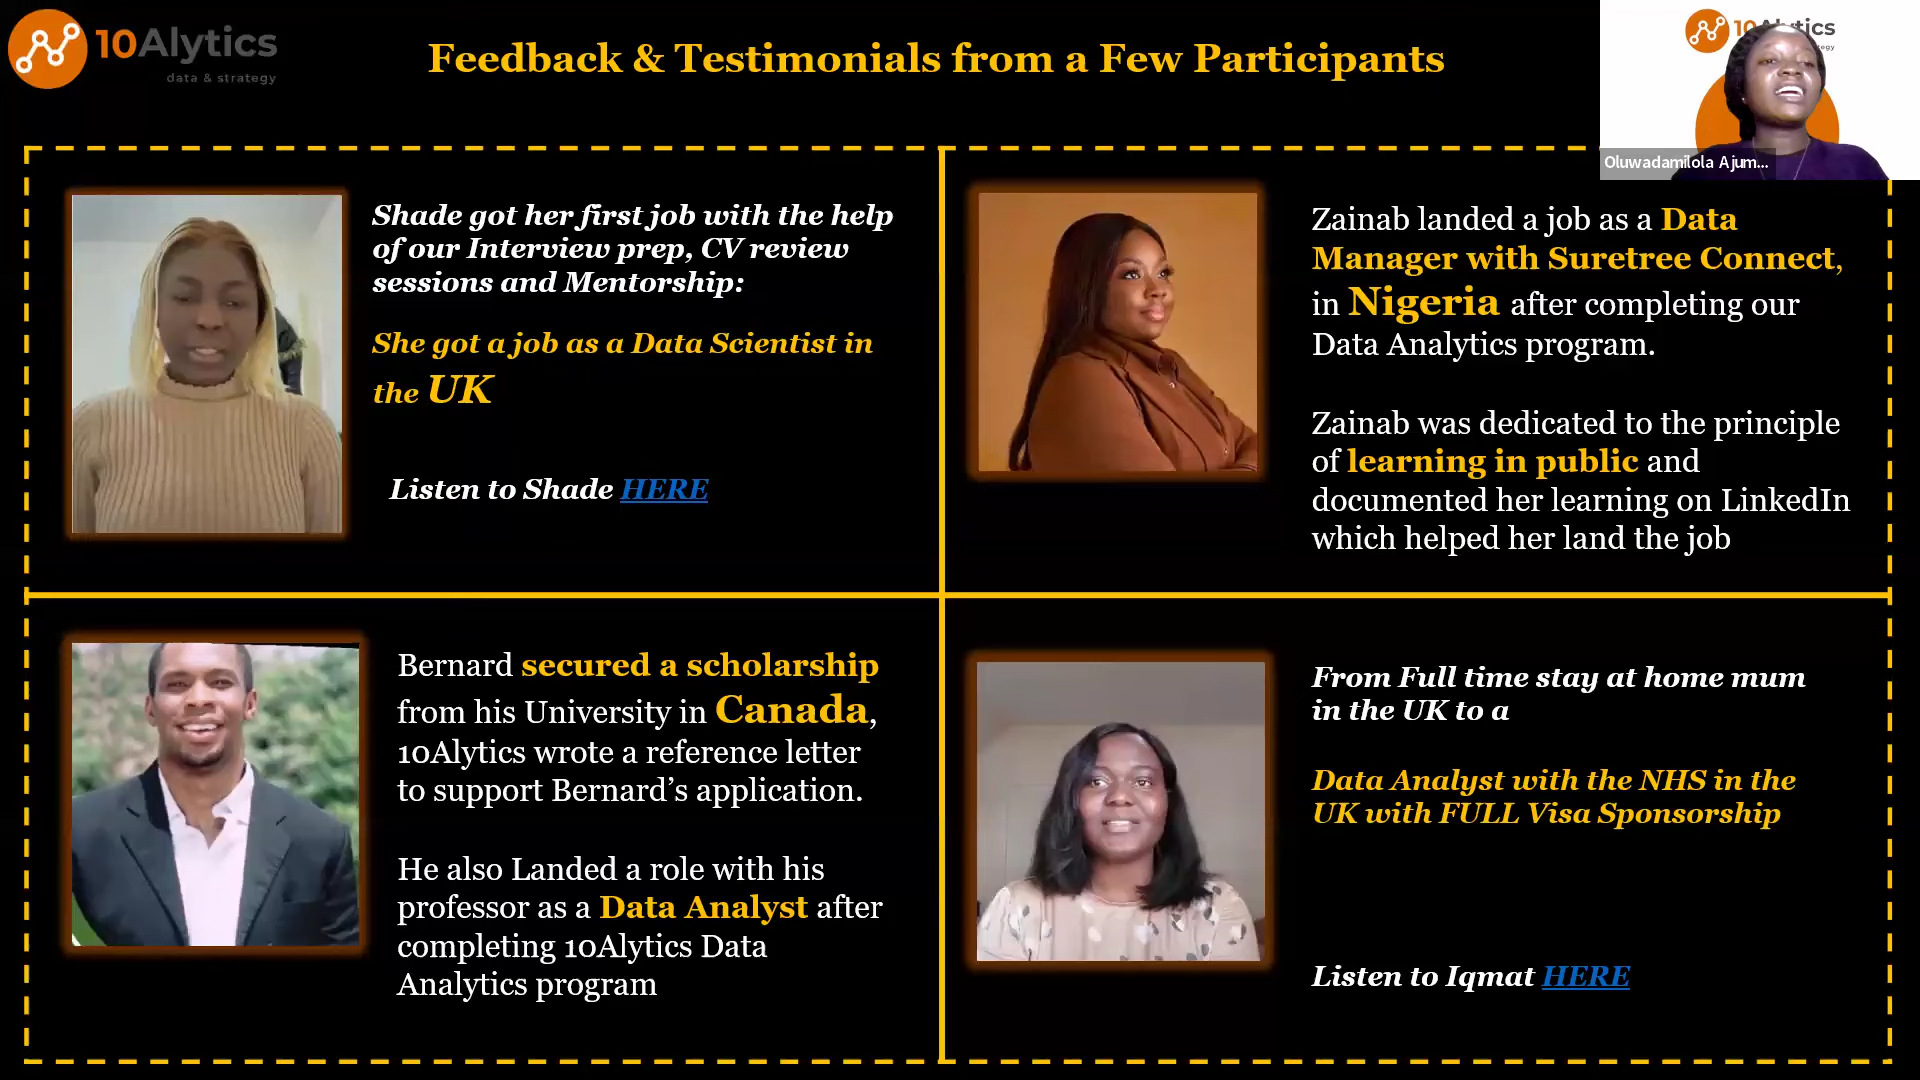 10Alytics
data & strategy
Feedback & Testimonials from a Few Participants
Oluwadamilola Ajum...
Shade got her first job with the help
of our Interview prep, CV review
sessions and Mentorship:
She got a job as a Data Scientist in
the UK
Listen to Shade HERE
Zainab landed a job as a Data
Manager with Suretree Connect,
in Nigeria after completing our
Data Analytics program.
Zainab was dedicated to the principle
of learning in public and
documented her learning on LinkedIn
which helped her land the job
Bernard secured a scholarship
from his University in Canada,
10Alytics wrote a reference letter
to support Bernard’s application.
He also Landed a role with his
professor as a Data Analyst after
completing 10Alytics Data
Analytics program
From Full time stay at home mum
in the UK to a
Data Analyst with the NHS in the
UK with FULL Visa Sponsorship
Listen to Iqmat HERE